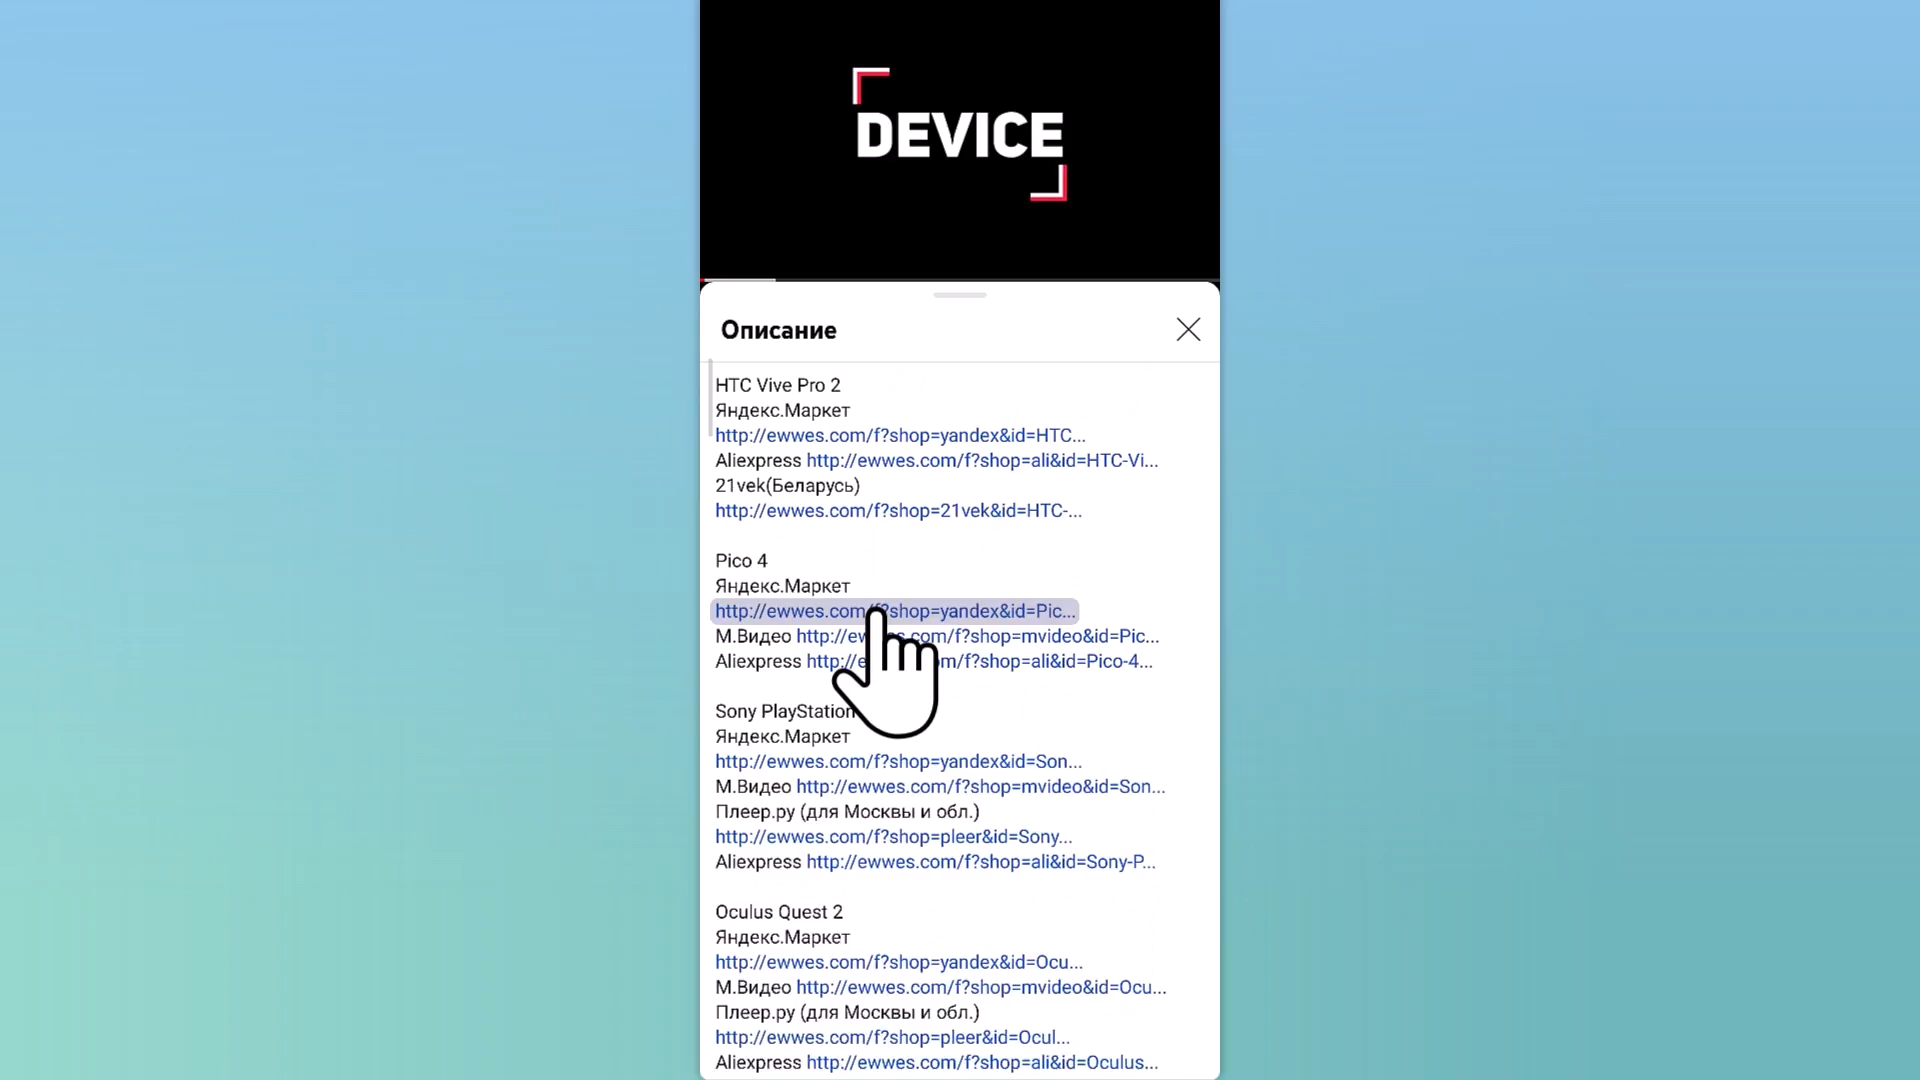 DEVICE
Описание
HTC Vive Pro 2
Яндекс.Маркет
http://ewwes.com/f?shop=yandex&id=HTC...
Aliexpress http://ewwes.com/f?shop=ali&id=HTC-Vi...
21vek(Беларусь)
http://ewwes.com/f?shop=21vek&id=HTC-...
Pico 4
Яндекс.Маркет
http://ewwes.com/f?shop=yandex&id=Pic...
М.Видео http://ewwes.com/f?shop=mvideo&id=Pic...
Aliexpress http://e m/f?shop=ali&id=Pico-4...
Sony PlayStation
Яндекс.Маркет
http://ewwes.com/f?shop=yandex&id=Son...
М.Видео http://ewwes.com/f?shop=mvideo&id=Son...
Плеер.ру (для Москвы и обл.)
http://ewwes.com/f?shop=pleer&id=Sony...
Aliexpress http://ewwes.com/f?shop=ali&id=Sony-P...
Oculus Quest 2
Яндекс.Маркет
http://ewwes.com/f?shop=yandex&id=Ocu...
М.Видео http://ewwes.com/f?shop=mvideo&id=Ocu...
Плеер.ру (для Москвы и обл.)
http://ewwes.com/f?shop=pleer&id=Ocul...
Aliexpress http://ewwes.com/f?shop=ali&id=Oculus...